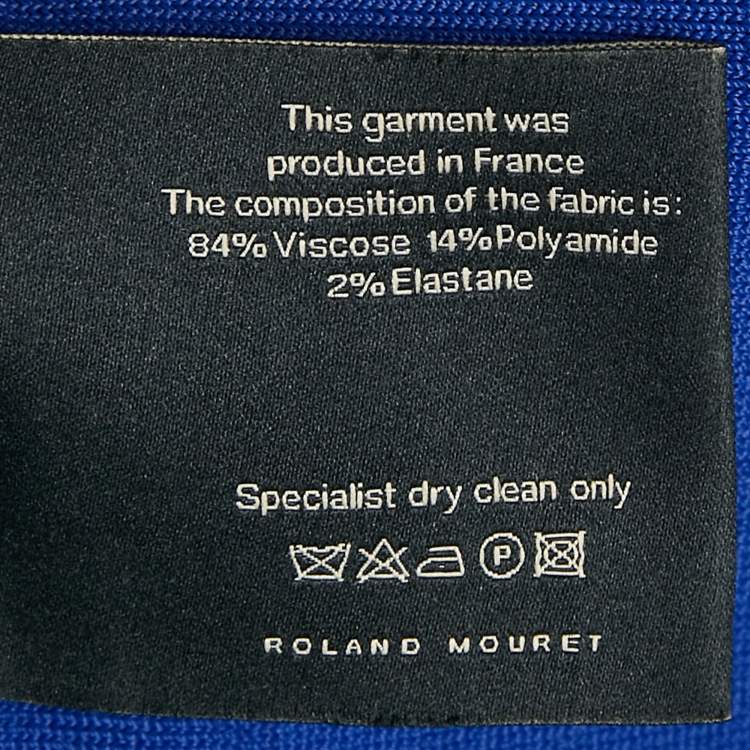 This garment was
produced in France
The composition of the fabric is:
84% Viscose 14% Polyamide
2% Elastane
Specialist dry clean only
P
ROLAND MOURET